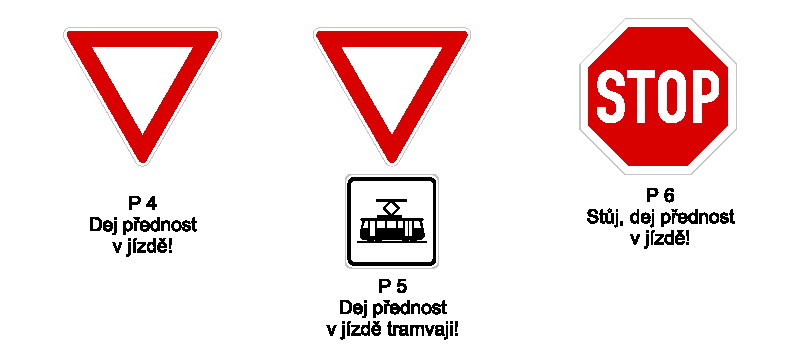 P 4
Dej přednost
v jízdě!
P 5
Dej přednost
v jízdě tramvaji!
STOP
P 6
Stůj, dej přednost
v jízdě!